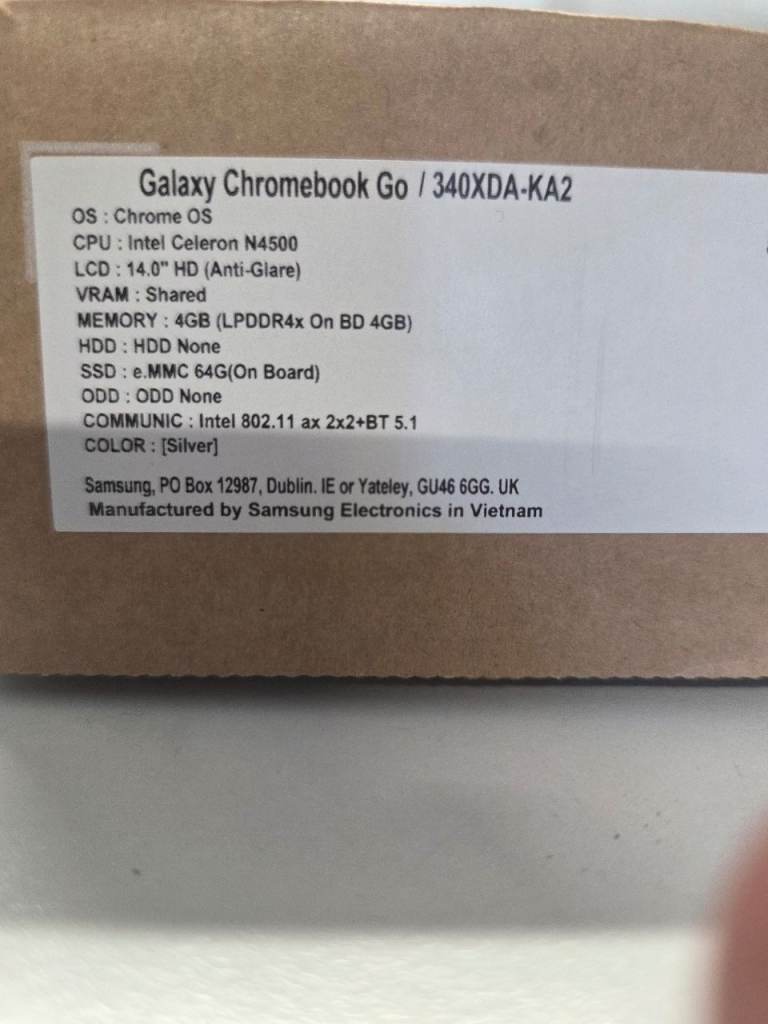 Galaxy Chromebook Go / 340XDA-KA2
OS : Chrome OS
CPU : Intel Celeron N4500
LCD : 14.0" HD (Anti-Glare)
VRAM : Shared
MEMORY : 4GB (LPDDR4x On BD 4GB)
HDD : HDD None
SSD : e.MMC 64G(On Board)
ODD : ODD None
COMMUNIC : Intel 802.11 ax 2x2+BT 5.1
COLOR : [Silver]
Samsung, PO Box 12987, Dublin. IE or Yateley, GU46 6GG. UK
Manufactured by Samsung Electronics in Vietnam